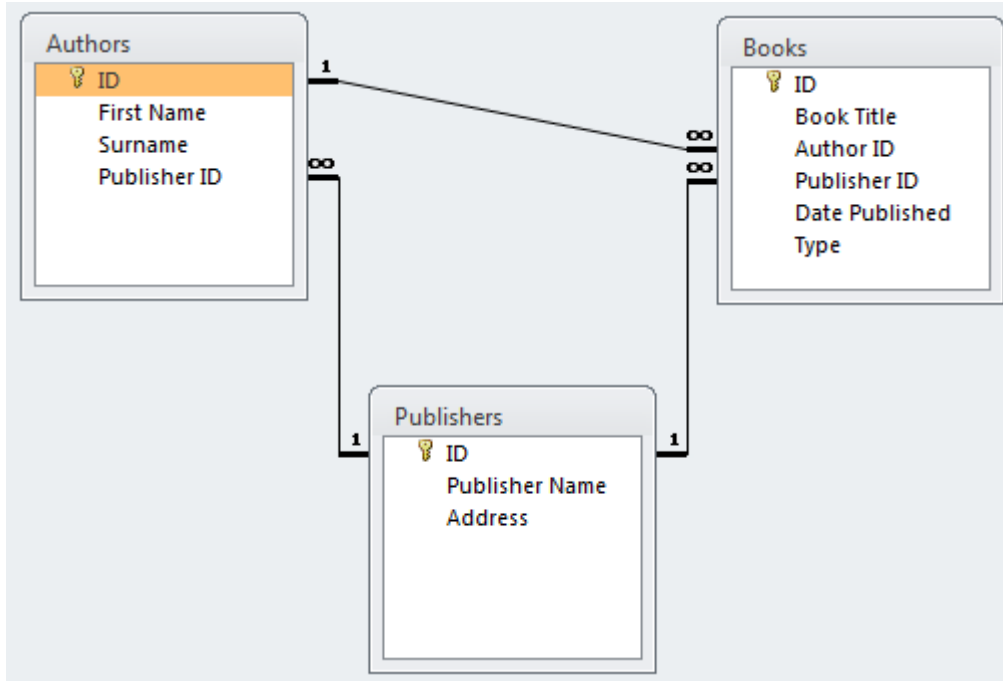 Authors
ID
First Name
Surname
Publisher ID
1
∞
Books
ID
Book Title
Author ID
Publisher ID
Date Published
Type
∞
∞
Publishers
ID
Publisher Name
Address
1
1